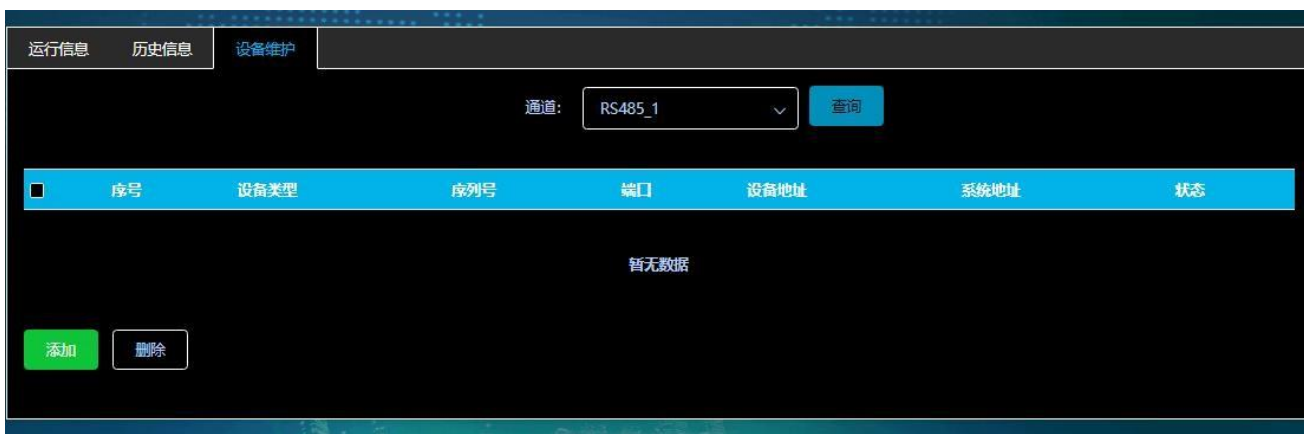 运行信息 历史信息 设备维护
通道: RS485_1 查询
序号 设备类型 序列号 端口 设备地址 系统地址 状态
暂无数据
添加 删除